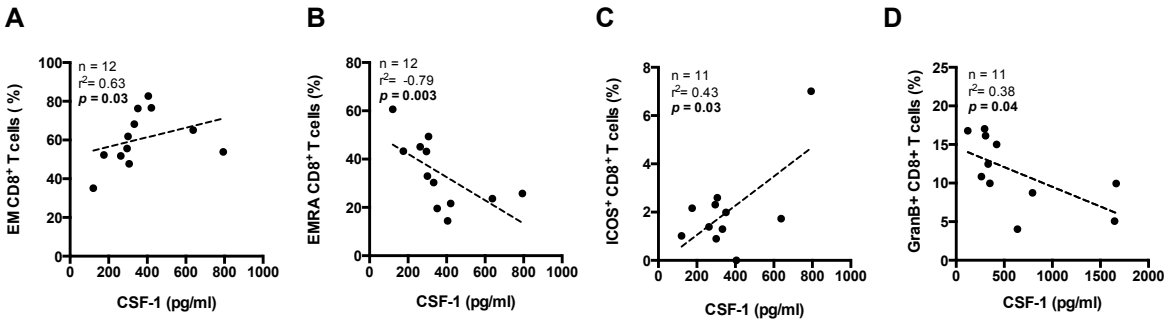 A
EM CD8+ T cells ( %)
100
80
60
40
20
0
n = 12
r2= 0.63
p = 0.03
0 200 400 600 800 1000
CSF-1 (pg/ml)
B
EMRA CD8+ T cells (%)
80
60
40
20
0
n = 12
r2= -0.79
p = 0.003
0 200 400 600 800 1000
CSF-1 (pg/ml)
C
ICOS+ CD8+ T cells (%)
8
6
4
2
0
n = 11
r2= 0.43
p = 0.03
0 200 400 600 800 1000
CSF-1 (pg/ml)
D
GranB+ CD8+ T cells (%)
25
20
15
10
5
0
n = 11
r2= 0.38
p = 0.04
0 500 1000 1500 2000
CSF-1 (pg/ml)